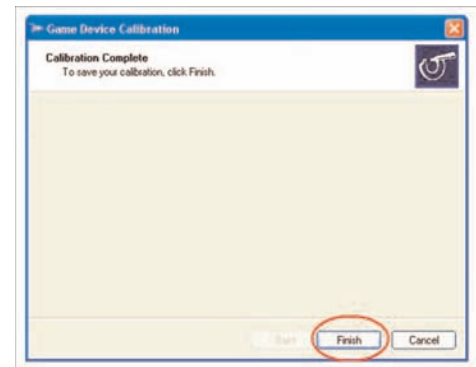 Game Device Calibration
Calibration Complete
To save your calibration, click Finish.
Finish
Cancel